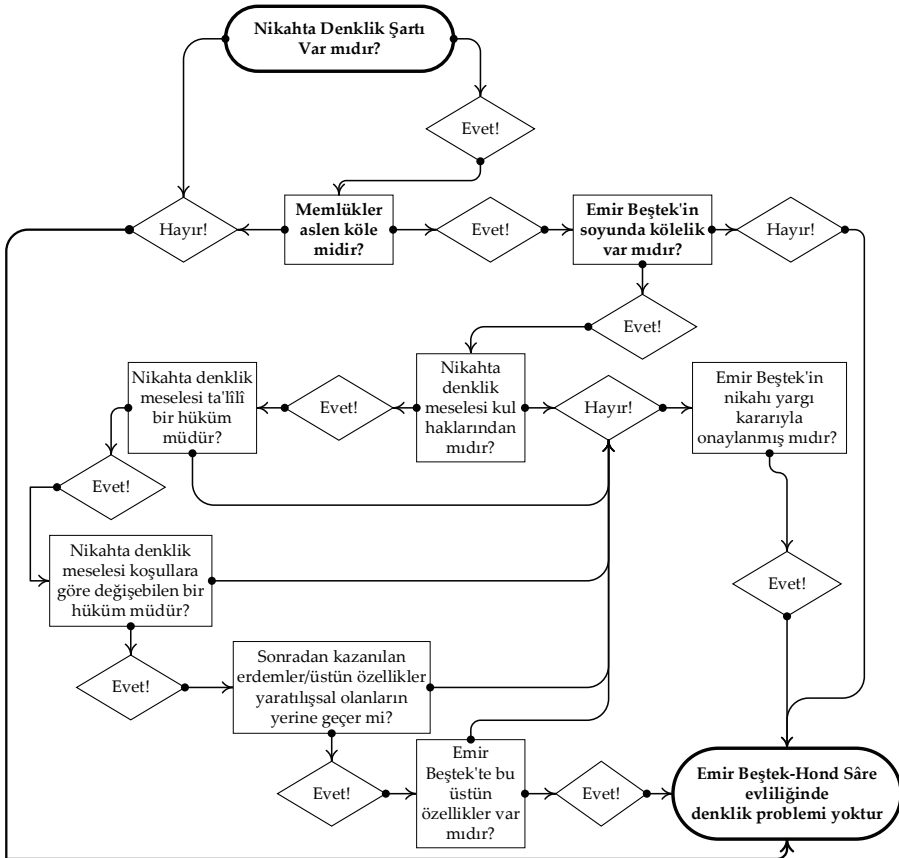 Nikahta Denklik Şartı
Var mıdır?
Evet!
Hayır!
Memlükler
aslen köle
midir?
Evet!
Emir Beştek'in
soyunda kölelik
var mıdır?
Hayır!
Evet!
Nikahta denklik
meselesi ta'lîlî
bir hüküm
müdür?
Evet!
Nikahta
denklik
meselesi kul
haklarından
mıdır?
Hayır!
Emir Beştek'in
nikahı yargı
kararıyla
onaylanmış mıdır?
Evet!
Nikahta denklik
meselesi koşullara
göre değişebilen bir
hüküm müdür?
Evet!
Evet!
Sonradan kazanılan
erdemler/üstün özellikler
yaratılışsal olanların
yerine geçer mi?
Evet!
Emir
Beştek'te bu
üstün
özellikler var
mıdır?
Evet!
Emir Beştek-Hond Sâre
evliliğinde
denklik problemi yoktur